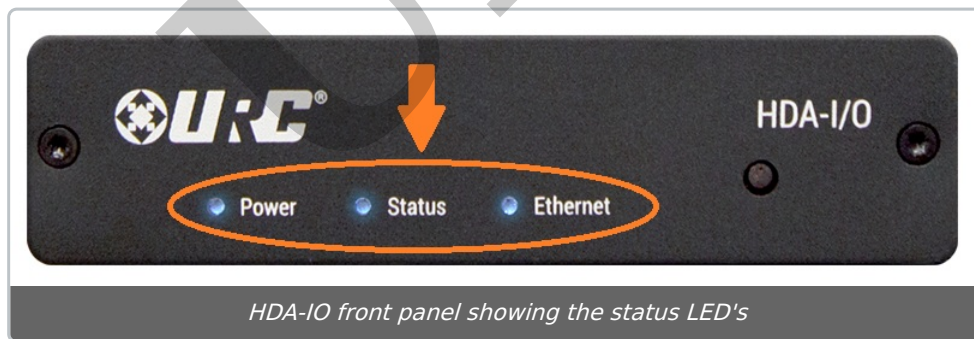 URC®
HDA-I/O
Power Status Ethernet
HDA-IO front panel showing the status LED's